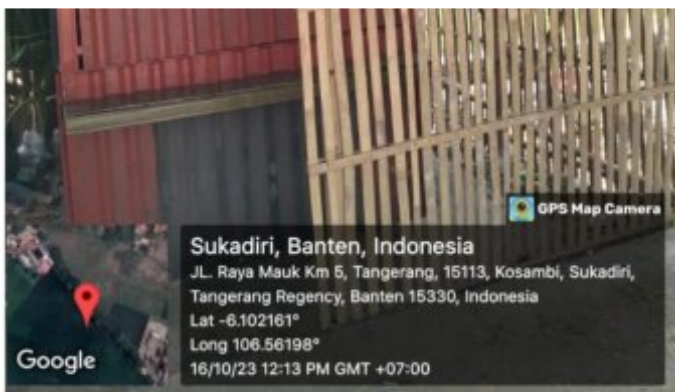 GPS Map Camera
Sukadiri, Banten, Indonesia
JL. Raya Mauk Km 5, Tangerang, 15113, Kosambi, Sukadiri,
Tangerang Regency, Banten 15330, Indonesia
Lat -6.102161°
Long 106.56198°
16/10/23 12:13 PM GMT +07:00
Google